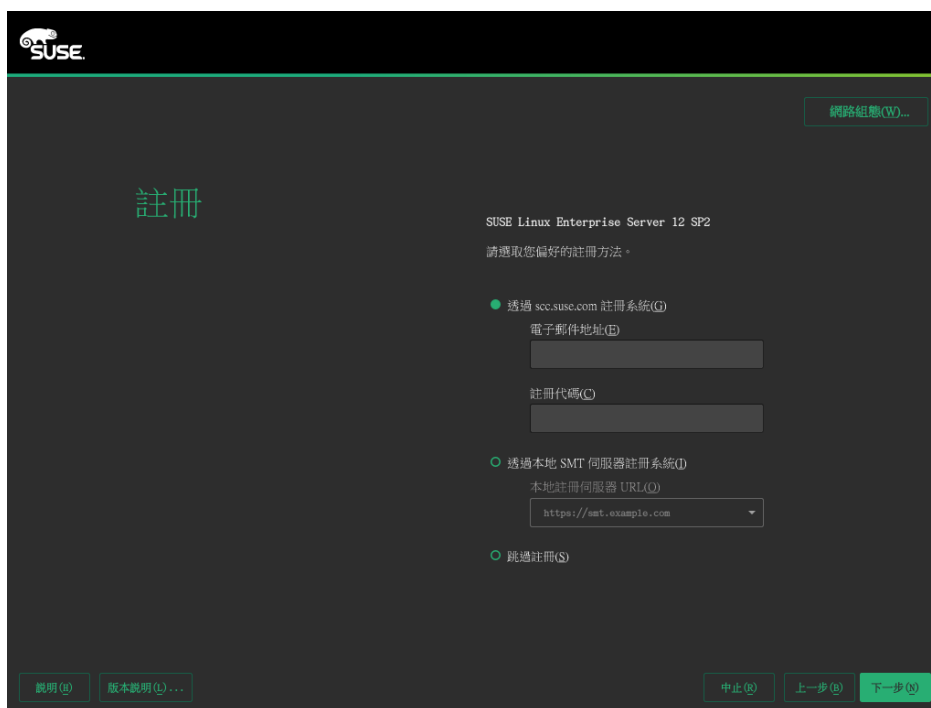 SUSE.
網路組態(W)...
註冊
SUSE Linux Enterprise Server 12 SP2
請選取您偏好的註冊方法。
透過 scc.suse.com 註冊系統(G)
電子郵件地址(E)
註冊代碼(C)
透過本地 SMT 伺服器註冊系統(I)
本地註冊伺服器 URL(O)
https://smt.example.com
跳過註冊(S)
說明(H)
版本說明(L)...
中止(R)
上一步(B)
下一步(N)